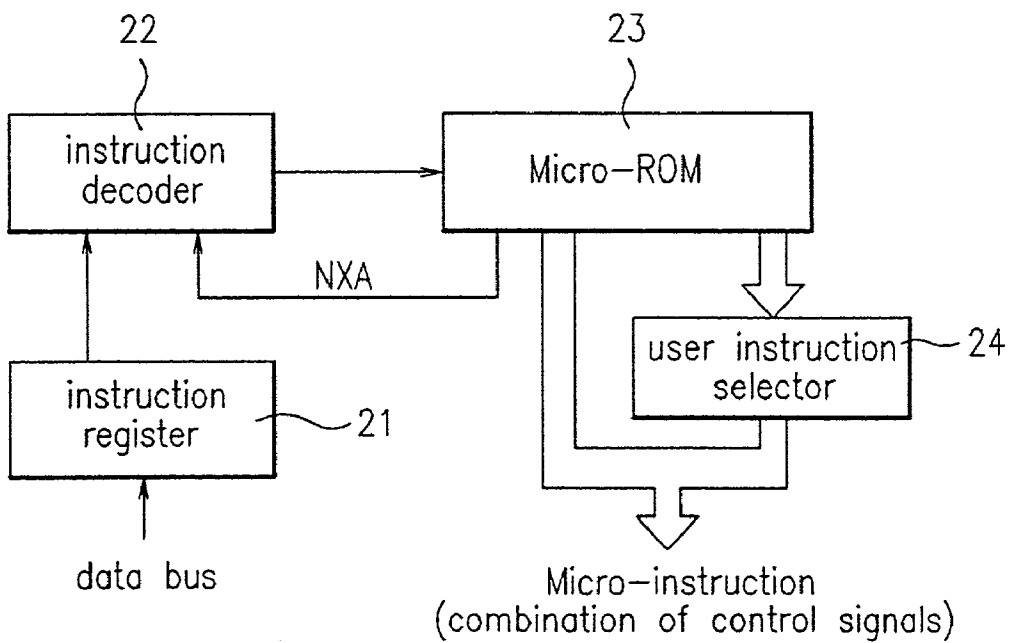 22
23
instruction
decoder
Micro-ROM
NXA
user instruction
selector
24
instruction
register
21
data bus
Micro-instruction
(combination of control signals)